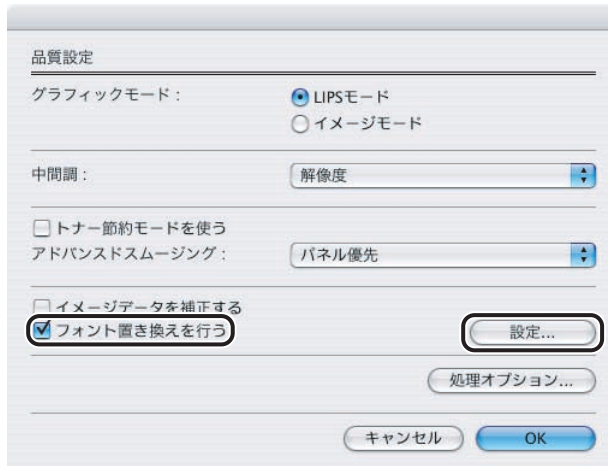 品質設定
グラフィックモード：
LIPSモード
イメージモード
中間調：
解像度
トナー節約モードを使う
アドバンスドスムージング：
パネル優先
イメージデータを補正する
フォント置き換えを行う
設定...
処理オプション...
キャンセル
OK